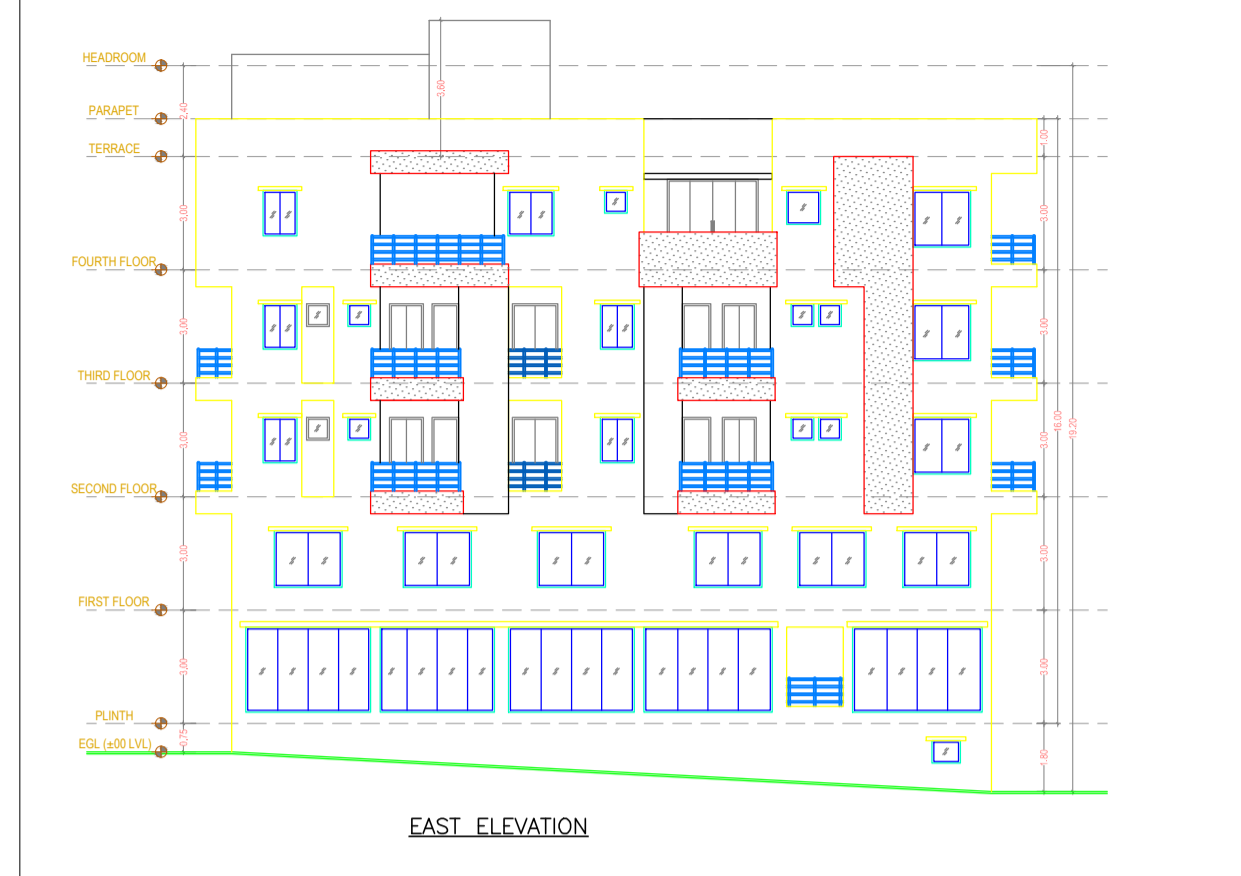 HEADROOM
3.60
PARAPET
2.40
1.00
TERRACE
3.00
3.00
FOURTH FLOOR
3.00
3.00
THIRD FLOOR
16.00
19.20
3.00
3.00
SECOND FLOOR
3.00
3.00
FIRST FLOOR
3.00
3.00
PLINTH
EGL (±00 LVL)
0.75
1.80
EAST ELEVATION